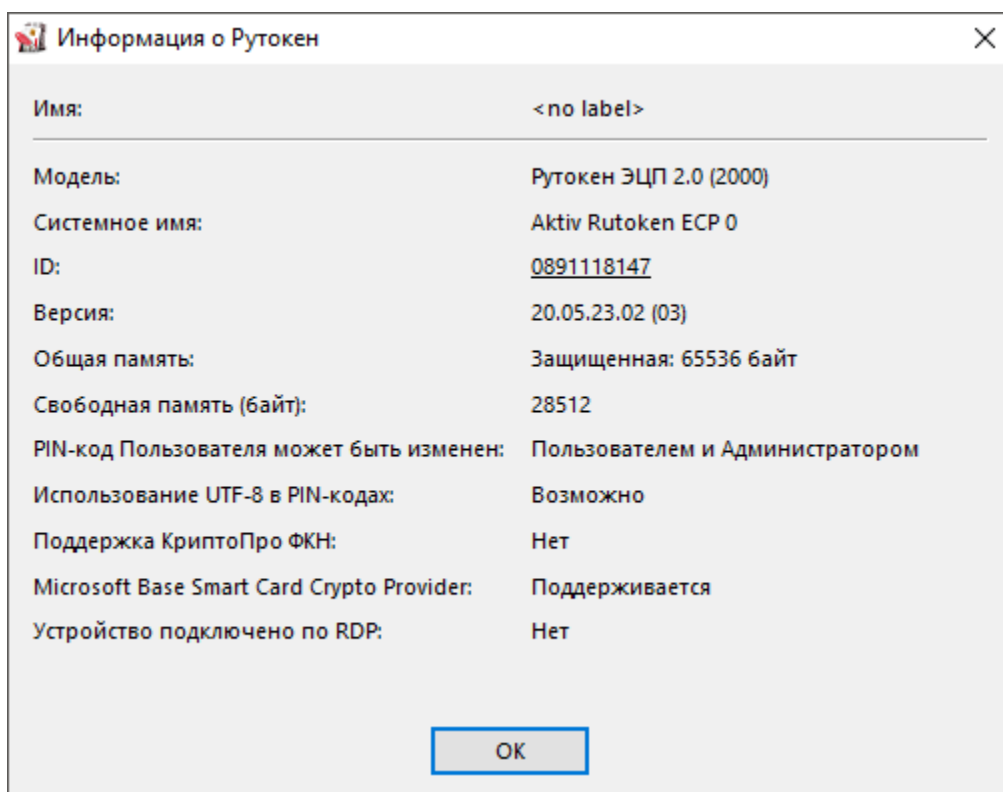 Информация о Рутокен
Имя: <no label>
Модель: Рутокен ЭЦП 2.0 (2000)
Системное имя: Aktiv Rutoken ECP 0
ID: 0891118147
Версия: 20.05.23.02 (03)
Общая память: Защищенная: 65536 байт
Свободная память (байт): 28512
PIN-код Пользователя может быть изменен: Пользователем и Администратором
Использование UTF-8 в PIN-кодах: Возможно
Поддержка КриптоПро ФКН: Нет
Microsoft Base Smart Card Crypto Provider: Поддерживается
Устройство подключено по RDP: Нет
ОК